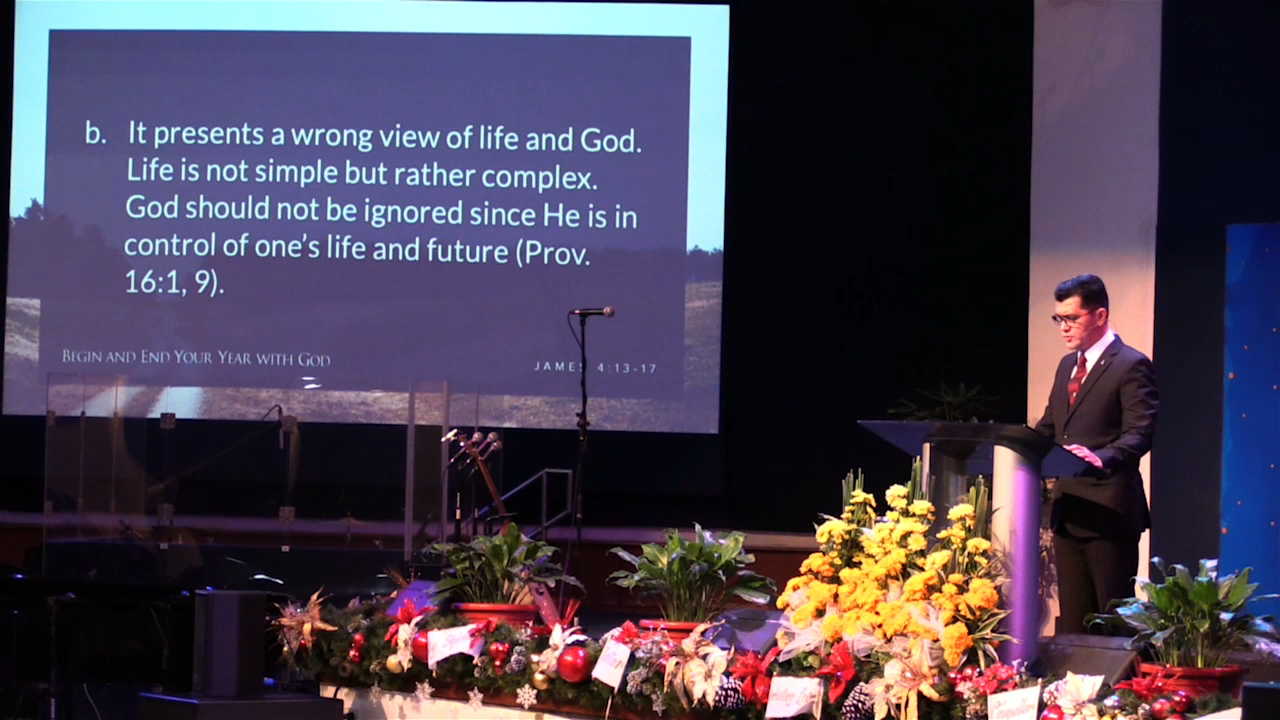 b. It presents a wrong view of life and God.
Life is not simple but rather complex.
God should not be ignored since He is in
control of one's life and future (Prov.
16:1, 9).
BEGIN AND END YOUR YEAR WITH GOD
JAMES 4:13-17